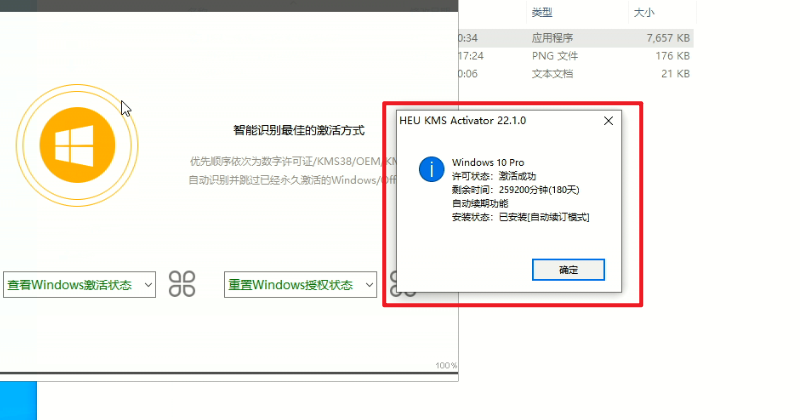 类型 大小
0:34 应用程序 7,657 KB
17:24 PNG 文件 176 KB
0:06 文本文档 21 KB
智能识别最佳的激活方式
优先顺序依次为数字许可证/KMS38/OEM/KM
自动识别并跳过已经永久激活的Windows/Off
HEU KMS Activator 22.1.0
Windows 10 Pro
许可状态：激活成功
剩余时间：259200分钟(180天)
自动续期功能
安装状态：已安装[自动续订模式]
确定
查看Windows激活状态
重置Windows授权状态
100%